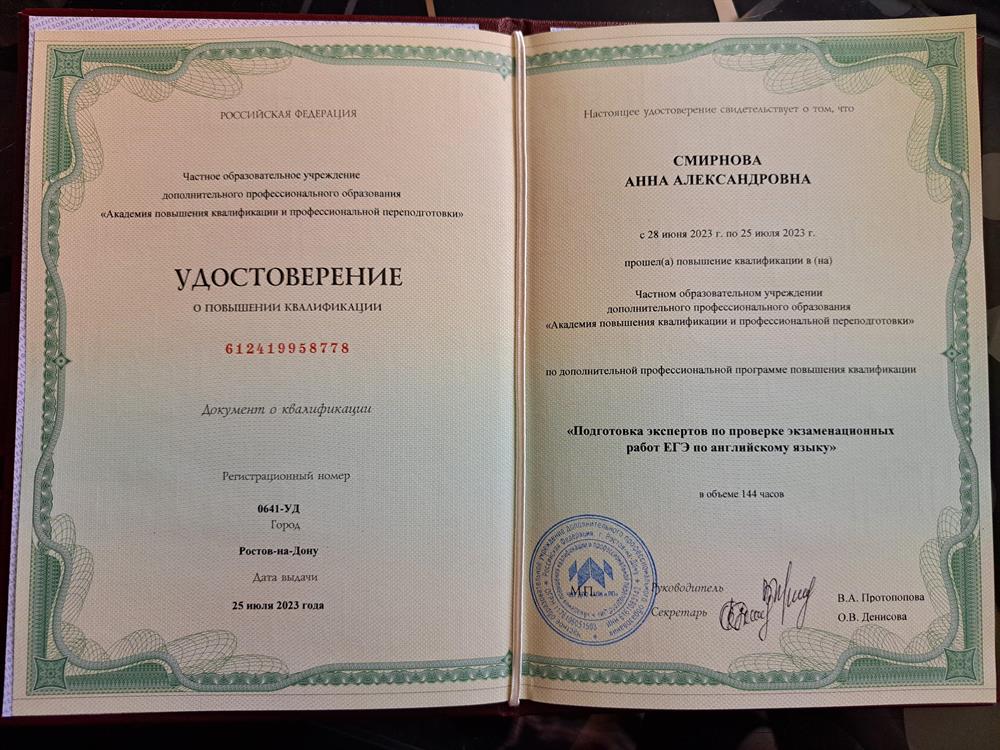 РОССИЙСКАЯ ФЕДЕРАЦИЯ
Частное образовательное учреждение
дополнительного профессионального образования
«Академия повышения квалификации и профессиональной переподготовки»
УДОСТОВЕРЕНИЕ
О ПОВЫШЕНИИ КВАЛИФИКАЦИИ
612419958778
Документ о квалификации
Регистрационный номер
0641-УД
Город
Ростов-на-Дону
Дата выдачи
25 июля 2023 года
Настоящее удостоверение свидетельствует о том, что
СМИРНОВА
АННА АЛЕКСАНДРОВНА
с 28 июня 2023 г. по 25 июля 2023 г.
прошел(а) повышение квалификации в (на)
Частном образовательном учреждении
дополнительного профессионального образования
«Академия повышения квалификации и профессиональной переподготовки»
по дополнительной профессиональной программе повышения квалификации
«Подготовка экспертов по проверке экзаменационных
работ ЕГЭ по английскому языку»
в объеме 144 часов
М.П.
Руководитель
В.А. Протопопова
Секретарь
О.В. Денисова